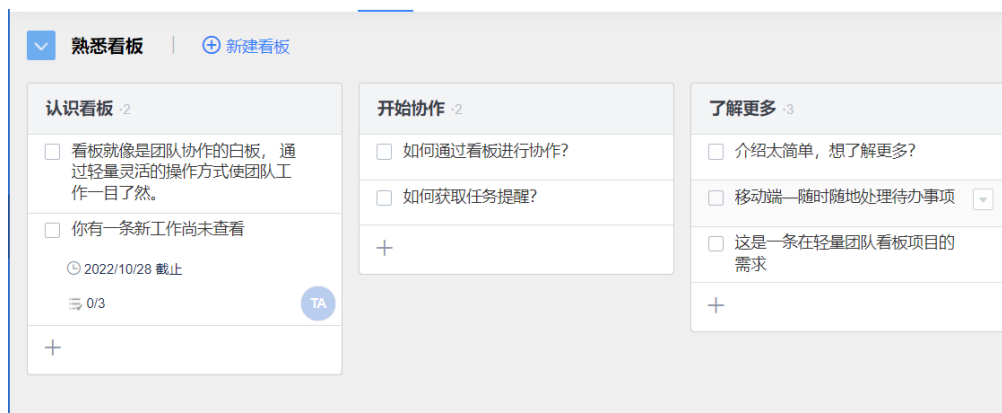 熟悉看板
新建看板
认识看板 ·2
看板就像是团队协作的白板， 通
过轻量灵活的操作方式使团队工
作一目了然。
你有一条新工作尚未查看
2022/10/28 截止
0/3
TA
开始协作 ·2
如何通过看板进行协作？
如何获取任务提醒？
了解更多 ·3
介绍太简单，想了解更多？
移动端—随时随地处理待办事项
这是一条在轻量团队看板项目的
需求